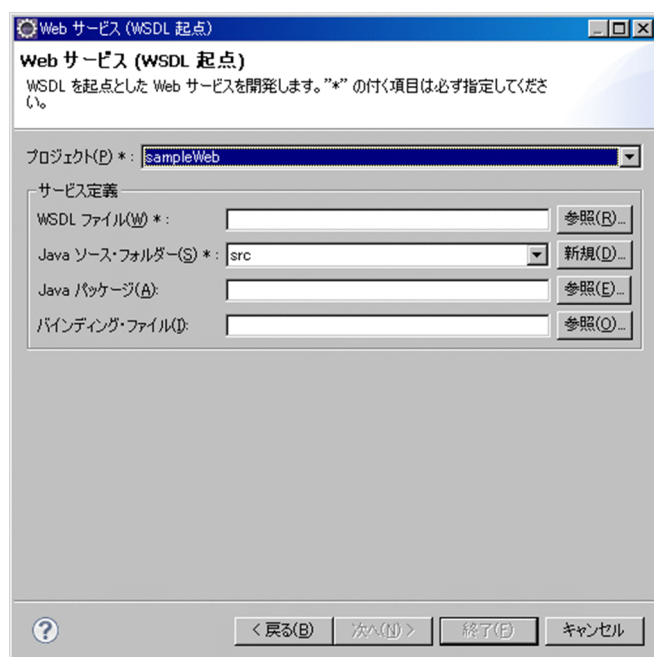 Web サービス (WSDL 起点)
Web サービス (WSDL 起点)
WSDL を起点とした Web サービスを開発します。"*" の付く項目は必ず指定してくださ
い。
プロジェクト(P) * : sampleWeb
サービス定義
WSDL ファイル(W) * : 参照(R)...
Java ソース・フォルダー(S) * : src 新規(D)...
Java パッケージ(A): 参照(E)...
バインディング・ファイル(I): 参照(O)...
? < 戻る(B) 次へ(N) > 終了(F) キャンセル